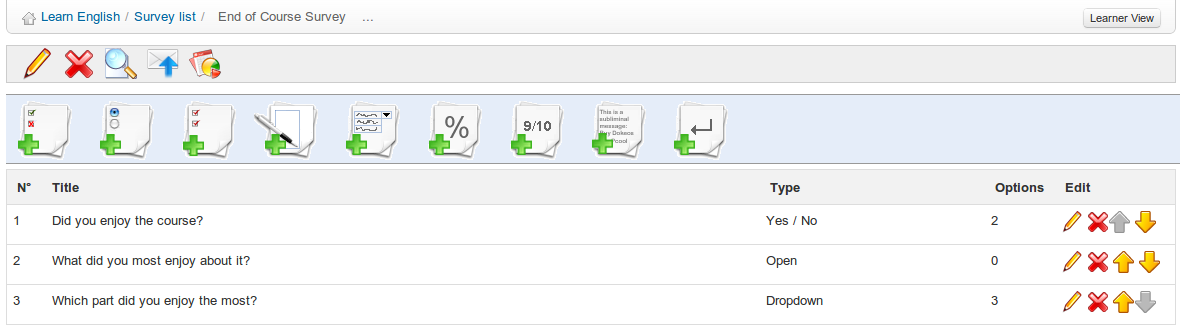 Learn English / Survey list / End of Course Survey ...
Learner View
%
9/10
This is a
subliminal
message:
Buy Dokeos
cool
N° Title Type Options Edit
1 Did you enjoy the course? Yes / No 2
2 What did you most enjoy about it? Open 0
3 Which part did you enjoy the most? Dropdown 3